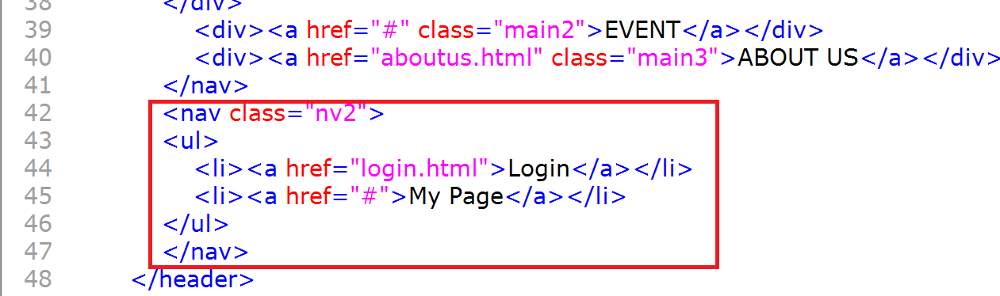 38 </div>
39 <div><a href="#" class="main2">EVENT</a></div>
40 <div><a href="aboutus.html" class="main3">ABOUT US</a></div>
41 </nav>
42 <nav class="nv2">
43 <ul>
44 <li><a href="login.html">Login</a></li>
45 <li><a href="#">My Page</a></li>
46 </ul>
47 </nav>
48 </header>